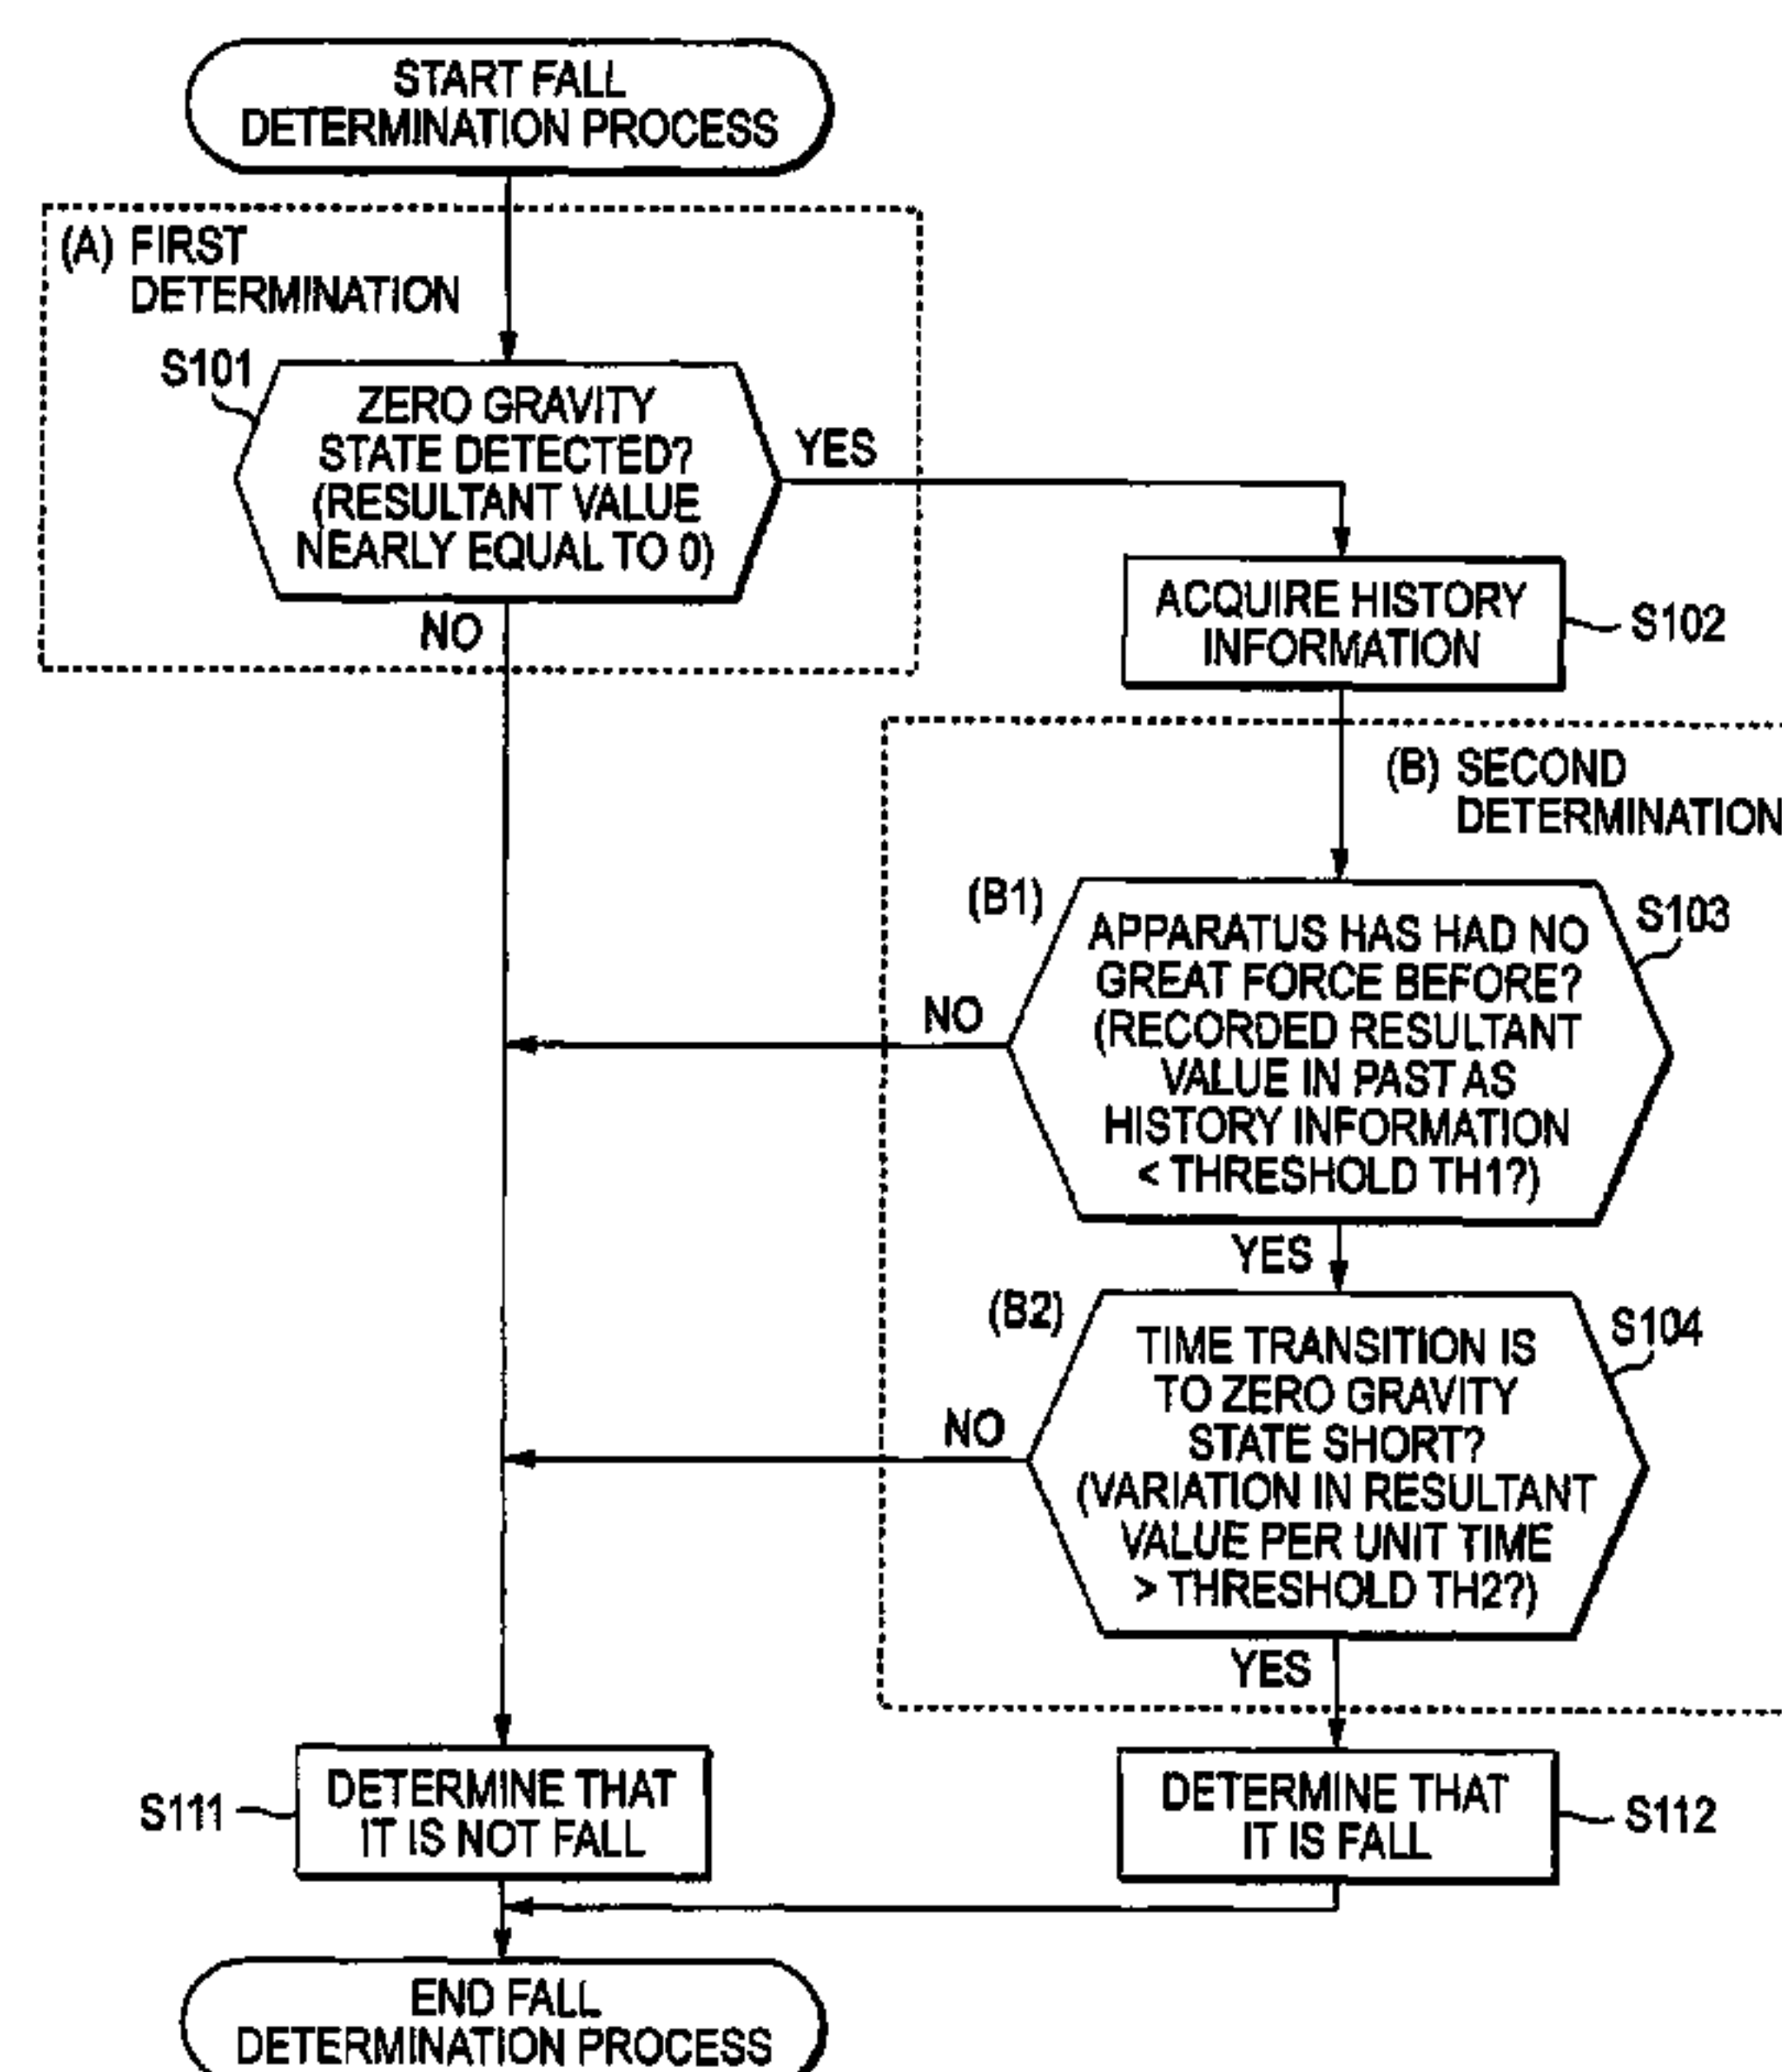 START FALL
DETERMINATION PROCESS
(A) FIRST
DETERMINATION
S101
ZERO GRAVITY
STATE DETECTED?
(RESULTANT VALUE
NEARLY EQUAL TO 0)
YES
NO
ACQUIRE HISTORY
INFORMATION
S102
(B) SECOND
DETERMINATION
(B1)
S103
APPARATUS HAS HAD NO
GREAT FORCE BEFORE?
(RECORDED RESULTANT
VALUE IN PAST AS
HISTORY INFORMATION
< THRESHOLD TH1?)
NO
YES
(B2)
S104
TIME TRANSITION IS
TO ZERO GRAVITY
STATE SHORT?
(VARIATION IN RESULTANT
VALUE PER UNIT TIME
> THRESHOLD TH2?)
NO
YES
S111
DETERMINE THAT
IT IS NOT FALL
DETERMINE THAT
IT IS FALL
S112
END FALL
DETERMINATION PROCESS